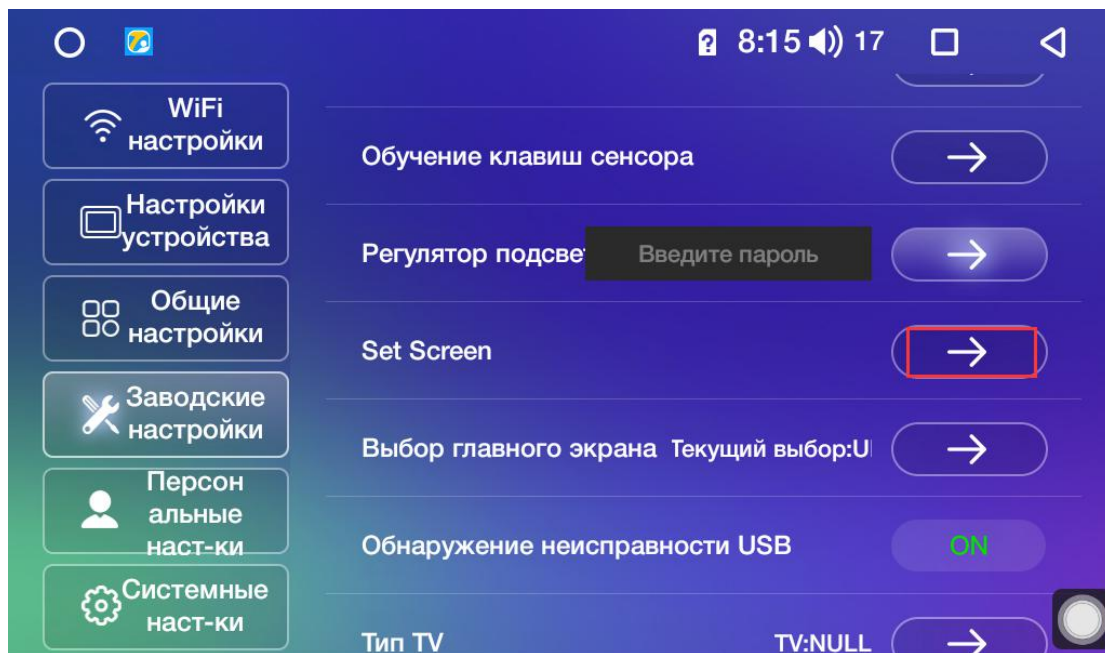 8:15 17
WiFi
настройки
Настройки
устройства
Общие
настройки
Заводские
настройки
Персон
альные
наст-ки
Системные
наст-ки
Обучение клавиш сенсора
Регулятор подсве Введите пароль
Set Screen
Выбор главного экрана Текущий выбор:U
Обнаружение неисправности USB ON
Тип TV TV:NULL